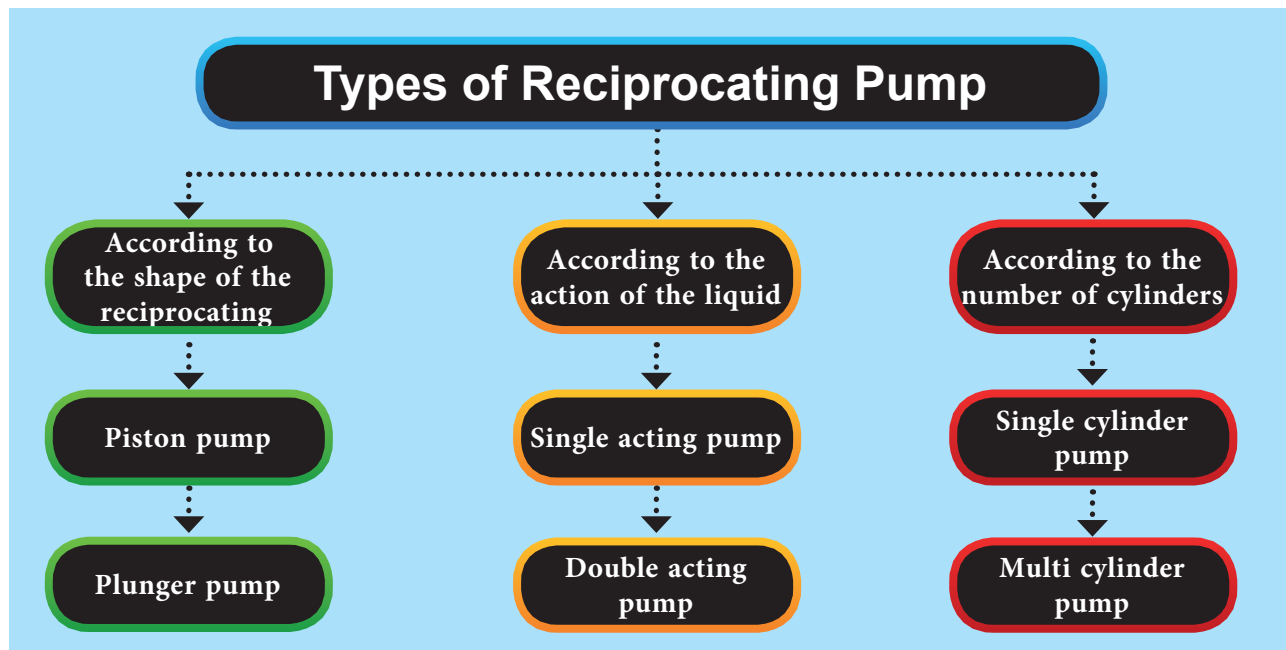 Types of Reciprocating Pump
According to
the shape of the
reciprocating
According to the
action of the liquid
According to the
number of cylinders
Piston pump
Single acting pump
Single cylinder
pump
Plunger pump
Double acting
pump
Multi cylinder
pump